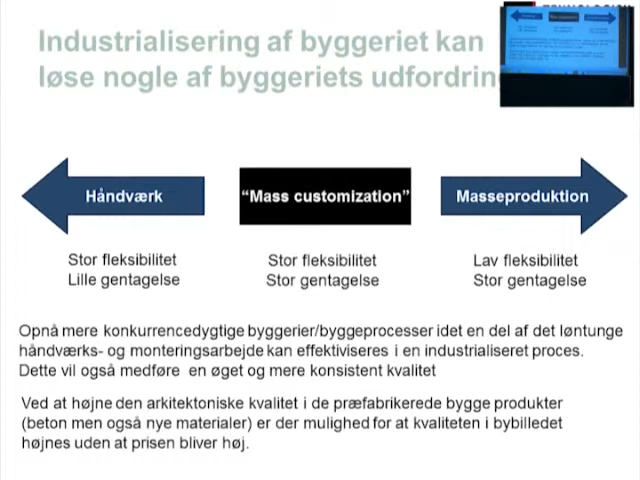 Industrialisering af byggeriet kan
løse nogle af byggeriets udfordrin
Håndværk
“Mass customization”
Masseproduktion
Stor fleksibilitet
Lille gentagelse
Stor fleksibilitet
Stor gentagelse
Lav fleksibilitet
Stor gentagelse
Opnå mere konkurrencedygtige byggerier/byggeprocesser idet en del af det løntunge
håndværks- og monteringsarbejde kan effektiviseres i en industrialiseret proces.
Dette vil også medføre en øget og mere konsistent kvalitet
Ved at højne den arkitektoniske kvalitet i de præfabrikerede bygge produkter
(beton men også nye materialer) er der mulighed for at kvaliteten i bybilledet
højnes uden at prisen bliver høj.